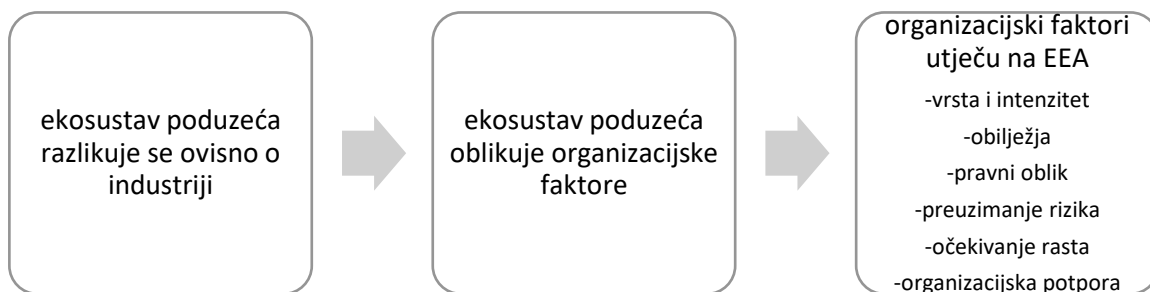 ekosustav poduzeća
razlikuje se ovisno o
industriji
ekosustav poduzeća
oblikuje organizacijske
faktore
organizacijski faktori
utječu na EEA
-vrsta i intenzitet
-obilježja
-pravni oblik
-preuzimanje rizika
-očekivanje rasta
-organizacijska potpora